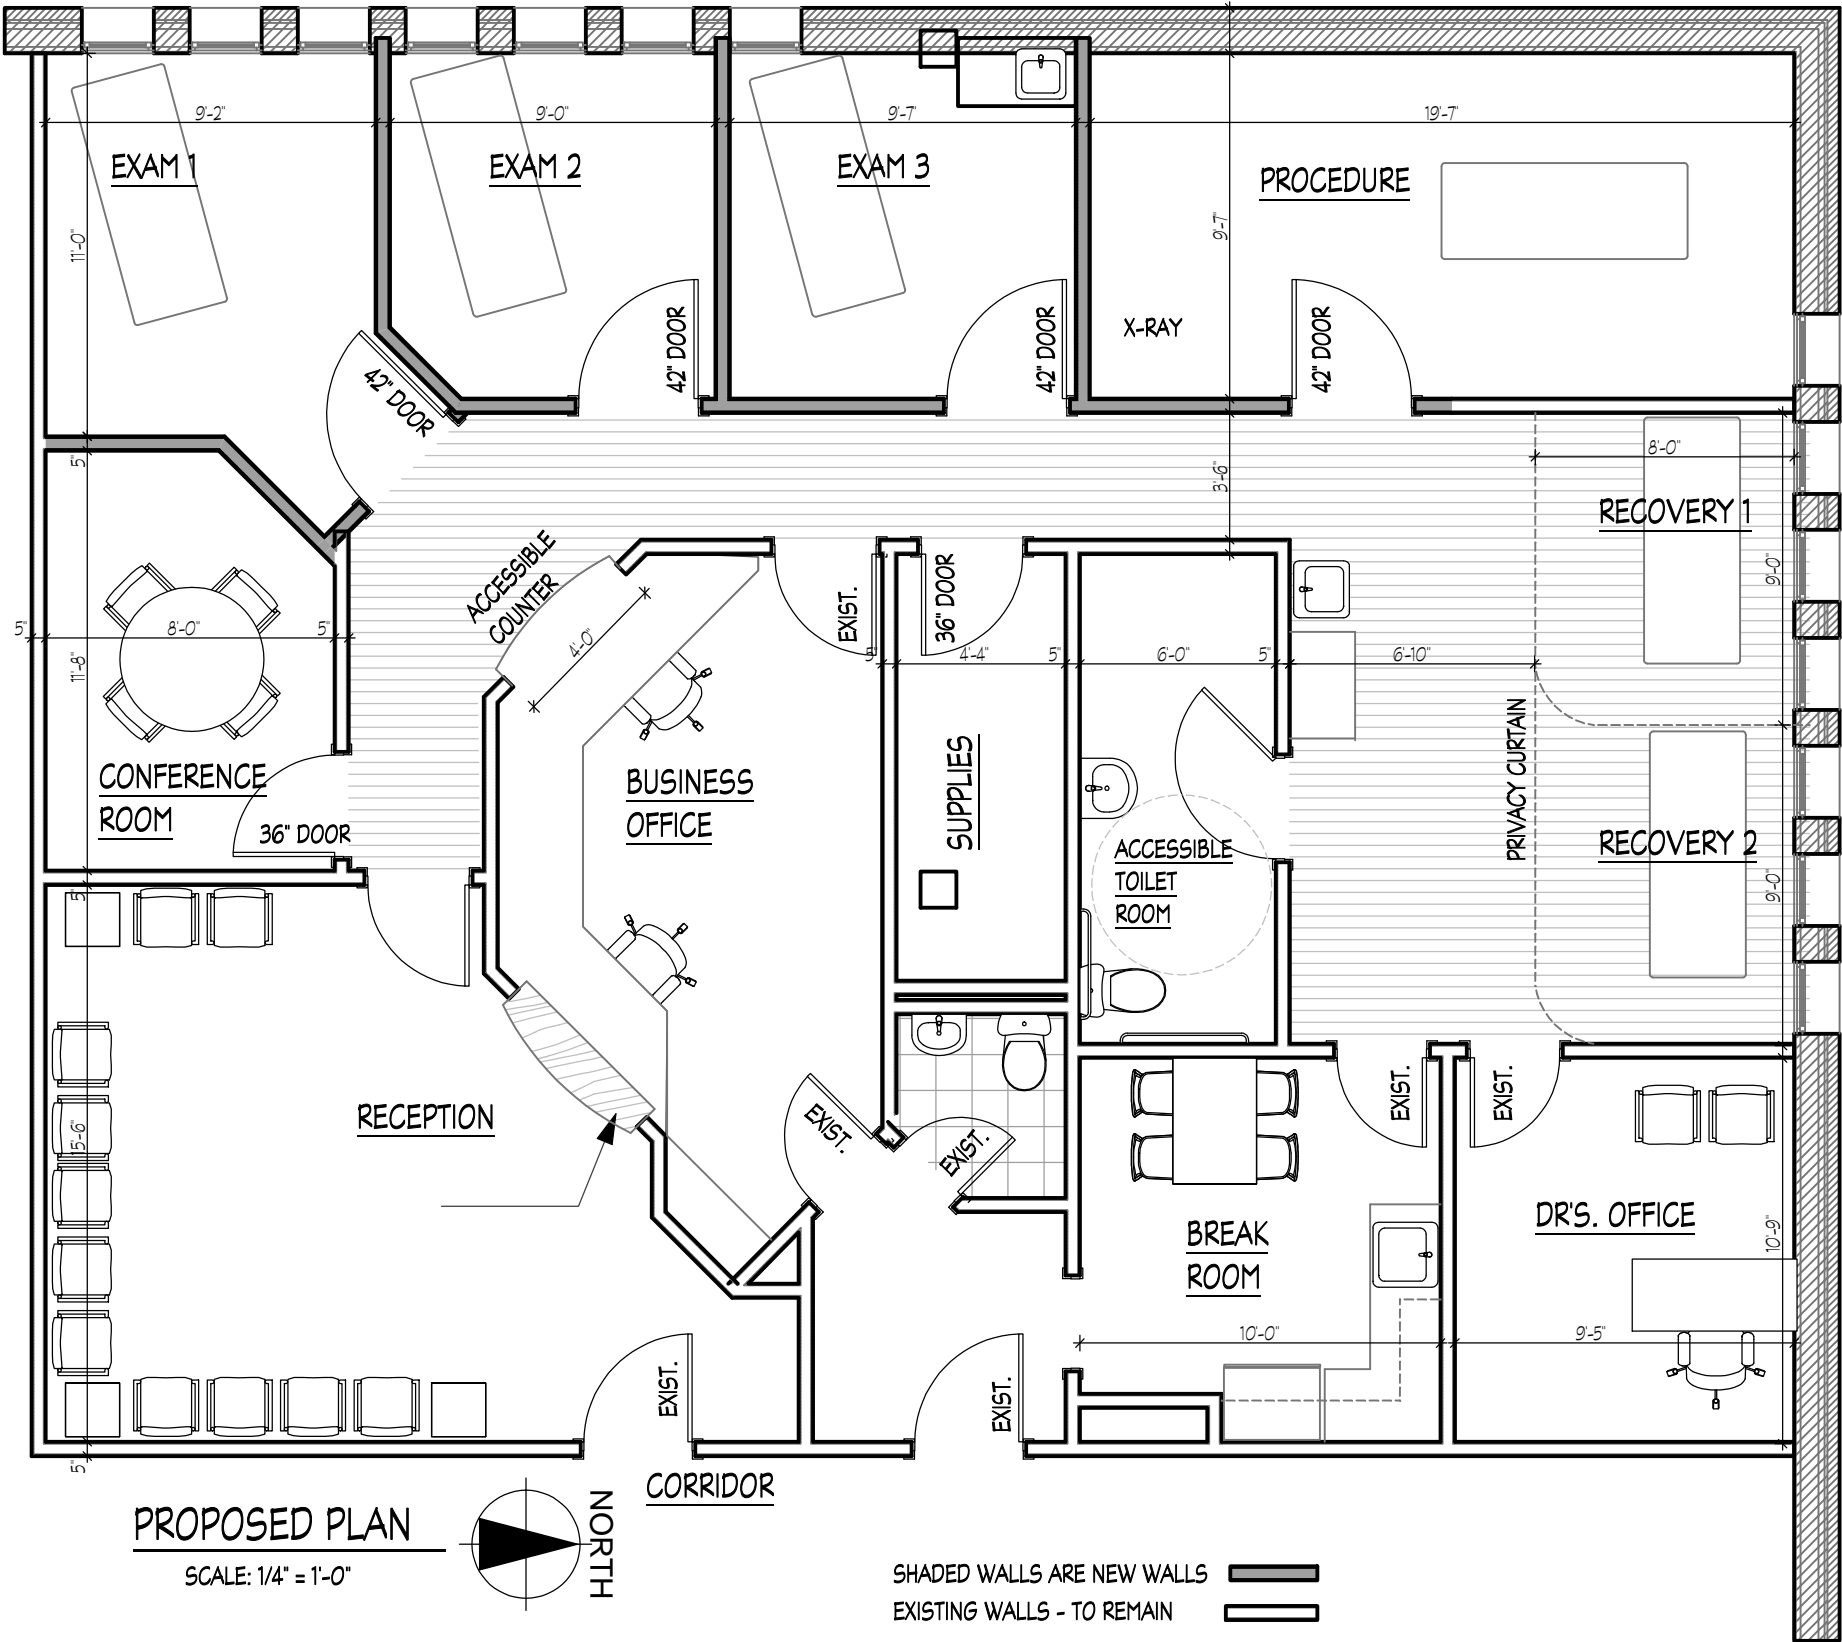 9'-2"
9'-0"
9'-7"
19'-7"
EXAM 1
EXAM 2
EXAM 3
PROCEDURE
11'-0"
9'-7"
42" DOOR
42" DOOR
42" DOOR
42" DOOR
X-RAY
5"
3'-6"
8'-0"
RECOVERY 1
9'-0"
ACCESSIBLE
COUNTER
4'-0"
EXIST.
36" DOOR
5"
8'-0"
5"
11'-8"
5"
4'-4"
5"
6'-0"
5"
6'-10"
PRIVACY CURTAIN
CONFERENCE
ROOM
36" DOOR
BUSINESS
OFFICE
SUPPLIES
ACCESSIBLE
TOILET
ROOM
RECOVERY 2
9'-0"
5"
RECEPTION
15'-6"
EXIST.
EXIST.
EXIST.
EXIST.
BREAK
ROOM
DR'S. OFFICE
10'-9"
10'-0"
9'-5"
EXIST.
EXIST.
5"
CORRIDOR
PROPOSED PLAN
SCALE: 1/4" = 1'-0"
NORTH
SHADED WALLS ARE NEW WALLS
EXISTING WALLS - TO REMAIN